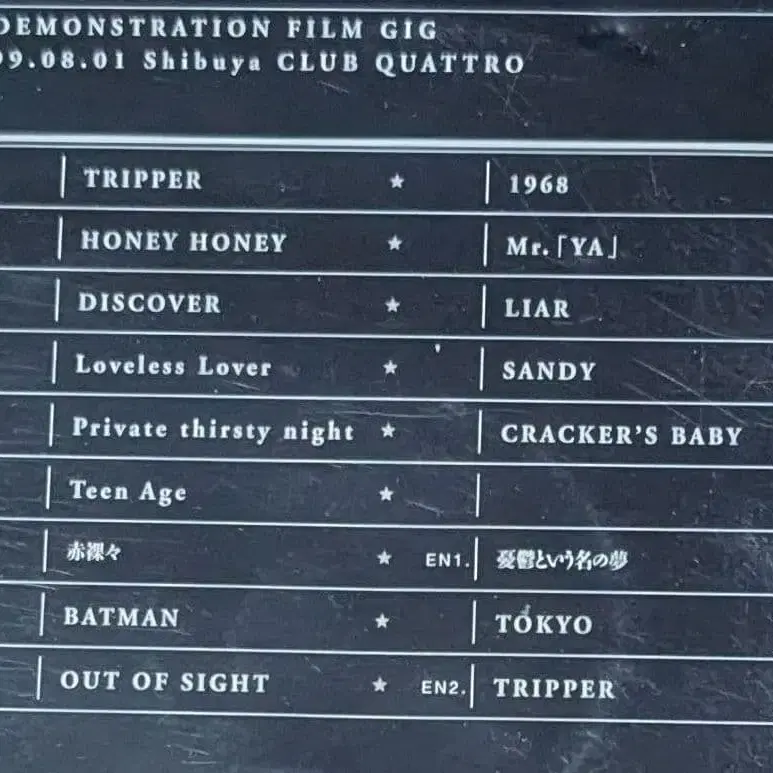 DEMONSTRATION FILM GIG
99.08.01 Shibuya CLUB QUATTRO
TRIPPER ★ 1968
HONEY HONEY ★ Mr.「YA」
DISCOVER ★ LIAR
Loveless Lover ★ SANDY
Private thirsty night ★ CRACKER'S BABY
Teen Age ★
赤裸々 ★ EN1. 憂鬱という名の夢
BATMAN ★ TOKYO
OUT OF SIGHT ★ EN2. TRIPPER